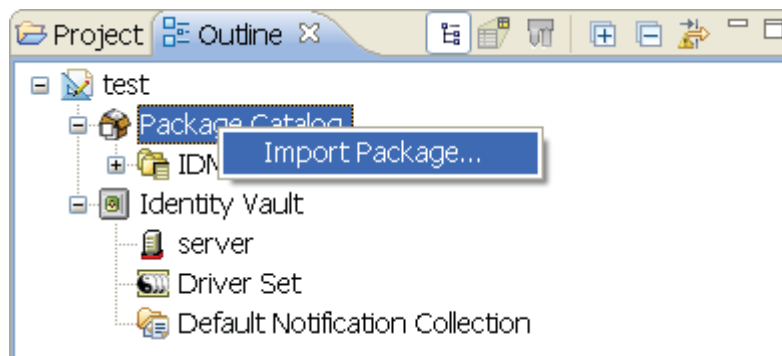 Project Outline
test
Package Catalog
Import Package...
IDM
Identity Vault
server
Driver Set
Default Notification Collection